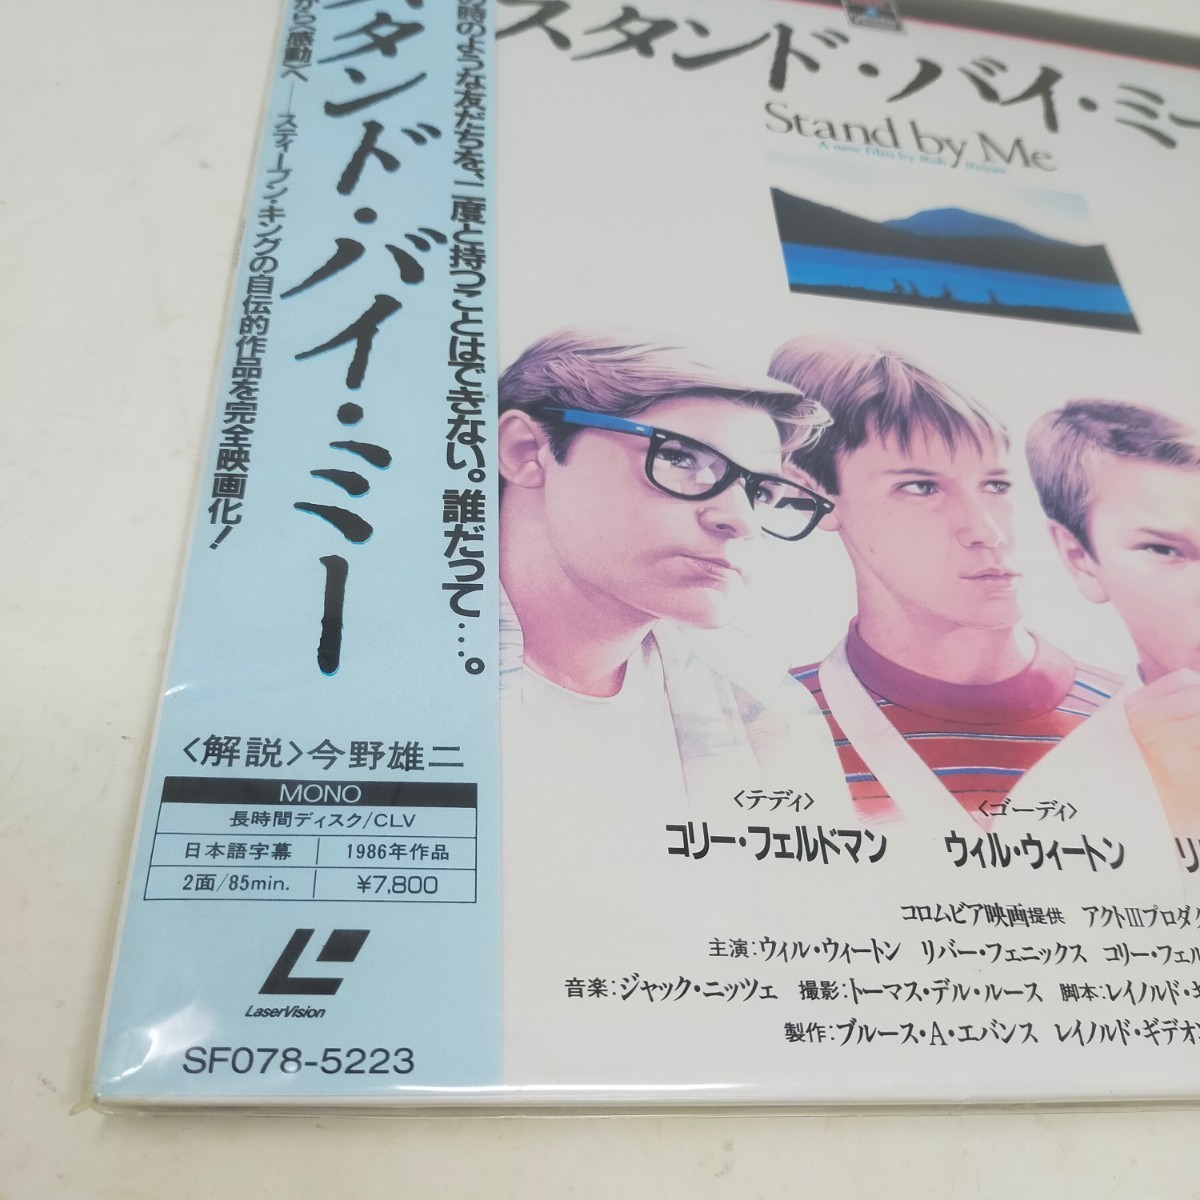 スタンド・バイ・ミー
Stand by Me
A new Film by Rob Reiner
の時のような友だちを、二度と持つことはできない。誰だって…。
タンド・バイ・ミー
から〈感動〉へ——スティーブン・キングの自伝的作品を完全映画化!
〈解説〉今野雄二
MONO
長時間ディスク/CLV
日本語字幕 1986年作品
2面/85min. ¥7,800
LaserVision
SF078-5223
〈テディ〉 〈ゴーディ〉
コリー・フェルドマン ウィル・ウィートン リ
コロムビア映画提供 アクトIIIプロダク
主演:ウィル・ウィートン リバー・フェニックス コリー・フェル
音楽:ジャック・ニッツェ 撮影:トーマス・デル・ルース 脚本:レイノルド・ギ
製作:ブルース・A・エバンス レイノルド・ギデオン